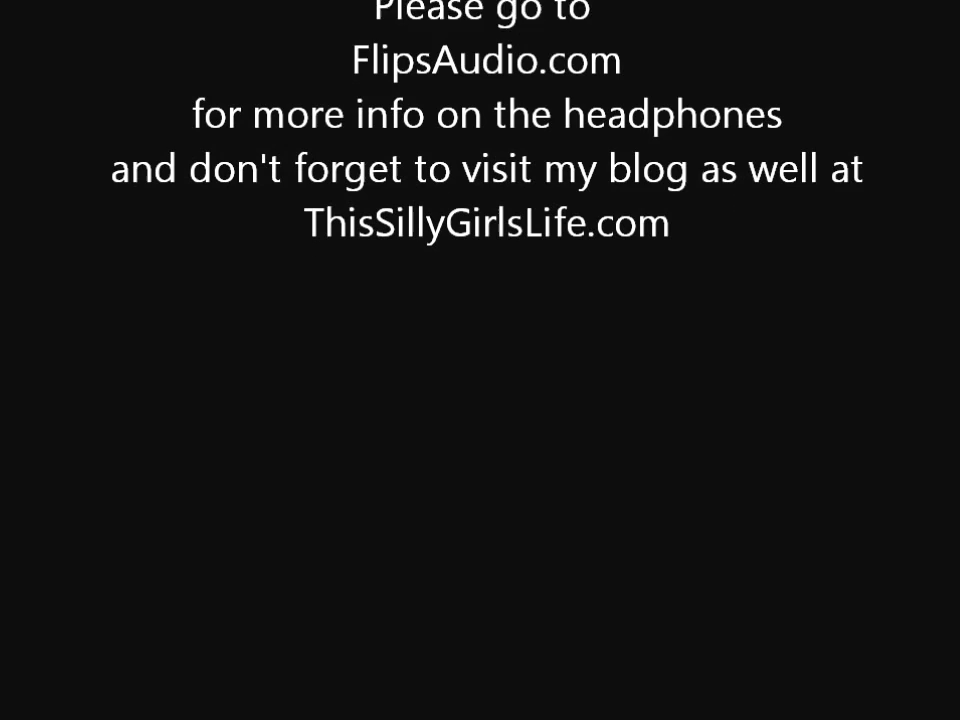 Please go to
FlipsAudio.com
for more info on the headphones
and don't forget to visit my blog as well at
ThisSillyGirlsLife.com